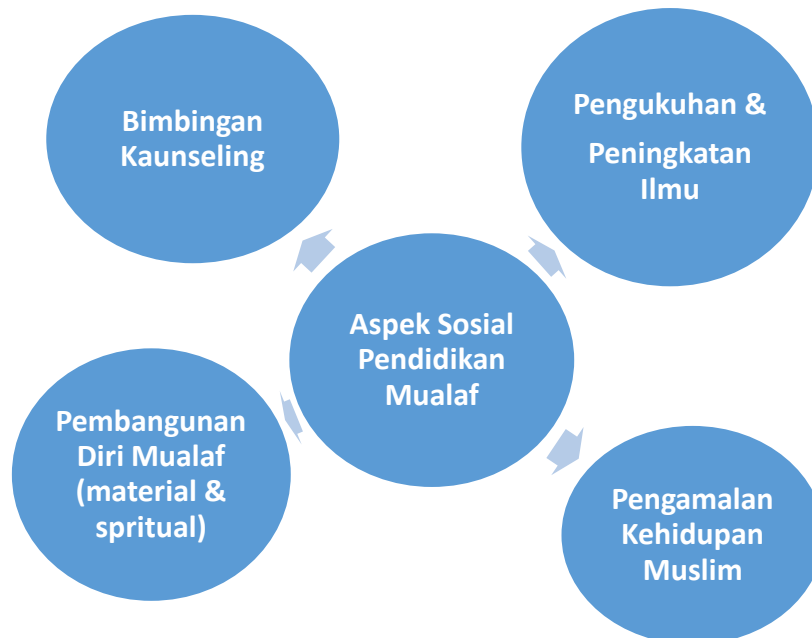 Bimbingan
Kaunseling
Pengukuhan &
Peningkatan
Ilmu
Aspek Sosial
Pendidikan
Mualaf
Pembangunan
Diri Mualaf
(material &
spritual)
Pengamalan
Kehidupan
Muslim